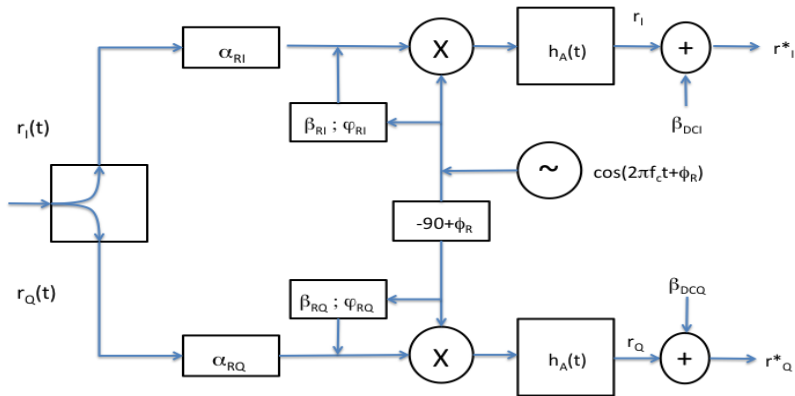 α_RI
X
h_A(t)
r_I
+
r*_I
r_I(t)
β_RI ; φ_RI
β_DCI
~
cos(2πf_ct+ϕ_R)
-90+ϕ_R
r_Q(t)
β_RQ ; φ_RQ
β_DCQ
α_RQ
X
h_A(t)
r_Q
+
r*_Q